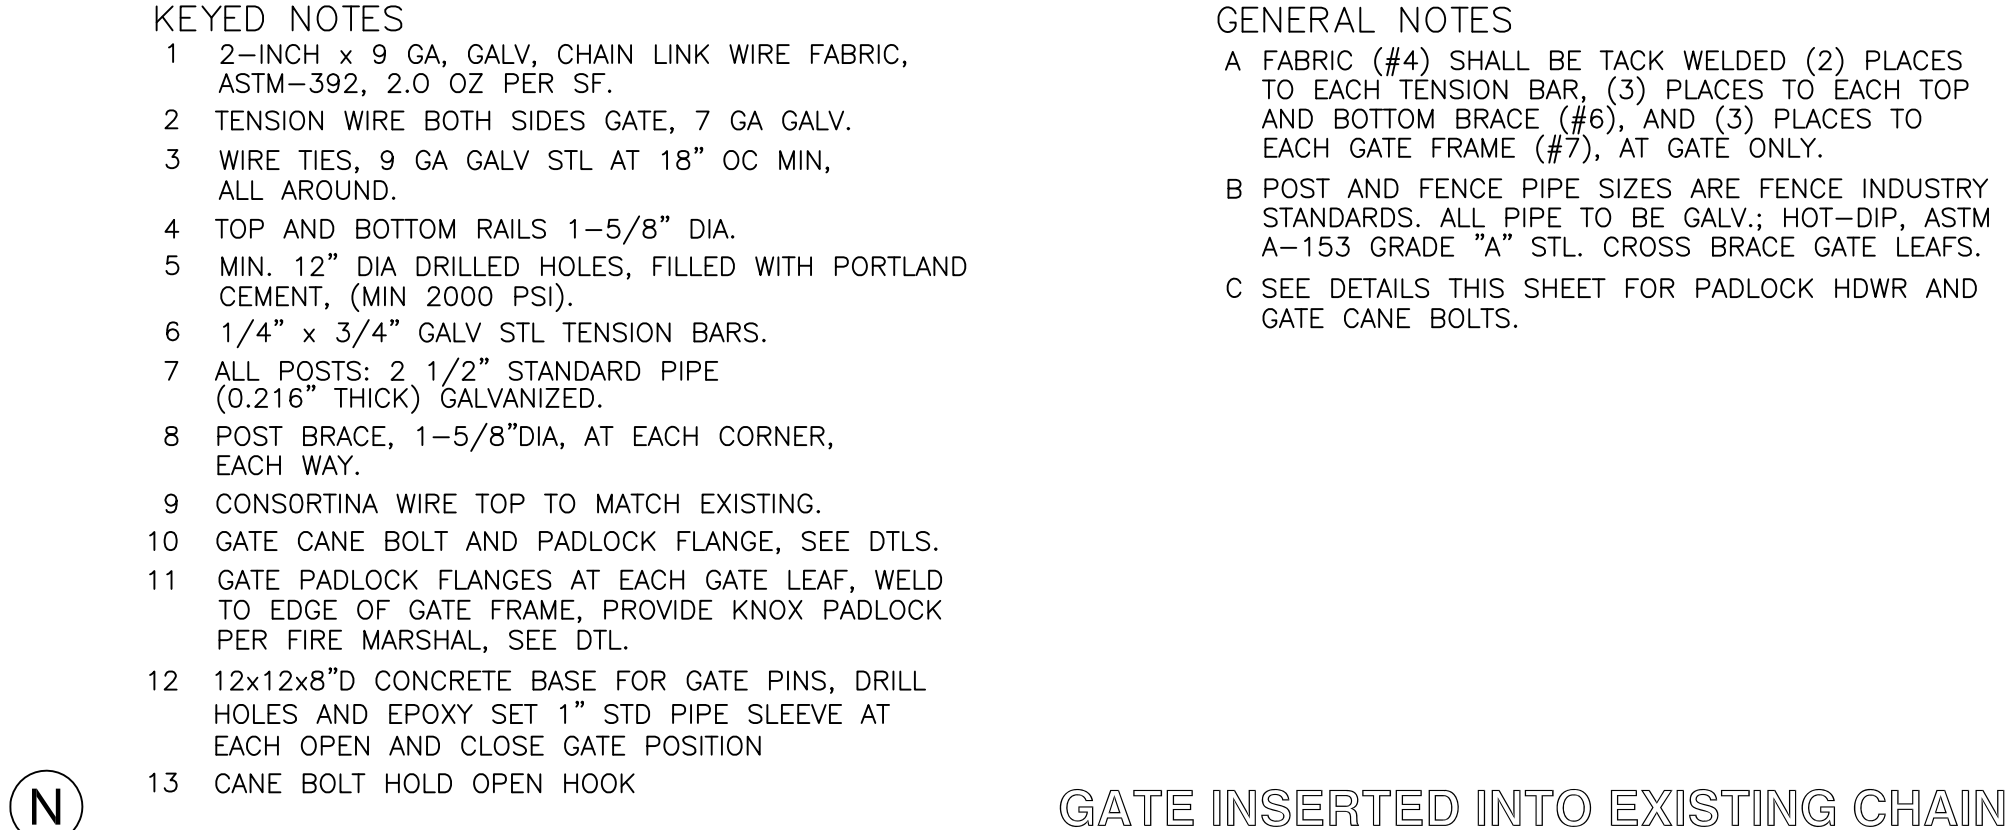 KEYED NOTES
1 2-INCH x 9 GA, GALV, CHAIN LINK WIRE FABRIC,
ASTM-392, 2.0 OZ PER SF.
2 TENSION WIRE BOTH SIDES GATE, 7 GA GALV.
3 WIRE TIES, 9 GA GALV STL AT 18" OC MIN,
ALL AROUND.
4 TOP AND BOTTOM RAILS 1-5/8" DIA.
5 MIN. 12" DIA DRILLED HOLES, FILLED WITH PORTLAND
CEMENT, (MIN 2000 PSI).
6 1/4" x 3/4" GALV STL TENSION BARS.
7 ALL POSTS: 2 1/2" STANDARD PIPE
(0.216" THICK) GALVANIZED.
8 POST BRACE, 1-5/8"DIA, AT EACH CORNER,
EACH WAY.
9 CONSORTINA WIRE TOP TO MATCH EXISTING.
10 GATE CANE BOLT AND PADLOCK FLANGE, SEE DTLS.
11 GATE PADLOCK FLANGES AT EACH GATE LEAF, WELD
TO EDGE OF GATE FRAME, PROVIDE KNOX PADLOCK
PER FIRE MARSHAL, SEE DTL.
12 12x12x8"D CONCRETE BASE FOR GATE PINS, DRILL
HOLES AND EPOXY SET 1" STD PIPE SLEEVE AT
EACH OPEN AND CLOSE GATE POSITION
13 CANE BOLT HOLD OPEN HOOK
GENERAL NOTES
A FABRIC (#4) SHALL BE TACK WELDED (2) PLACES
TO EACH TENSION BAR, (3) PLACES TO EACH TOP
AND BOTTOM BRACE (#6), AND (3) PLACES TO
EACH GATE FRAME (#7), AT GATE ONLY.
B POST AND FENCE PIPE SIZES ARE FENCE INDUSTRY
STANDARDS. ALL PIPE TO BE GALV.; HOT-DIP, ASTM
A-153 GRADE "A" STL. CROSS BRACE GATE LEAFS.
C SEE DETAILS THIS SHEET FOR PADLOCK HDWR AND
GATE CANE BOLTS.
N
GATE INSERTED INTO EXISTING CHAIN